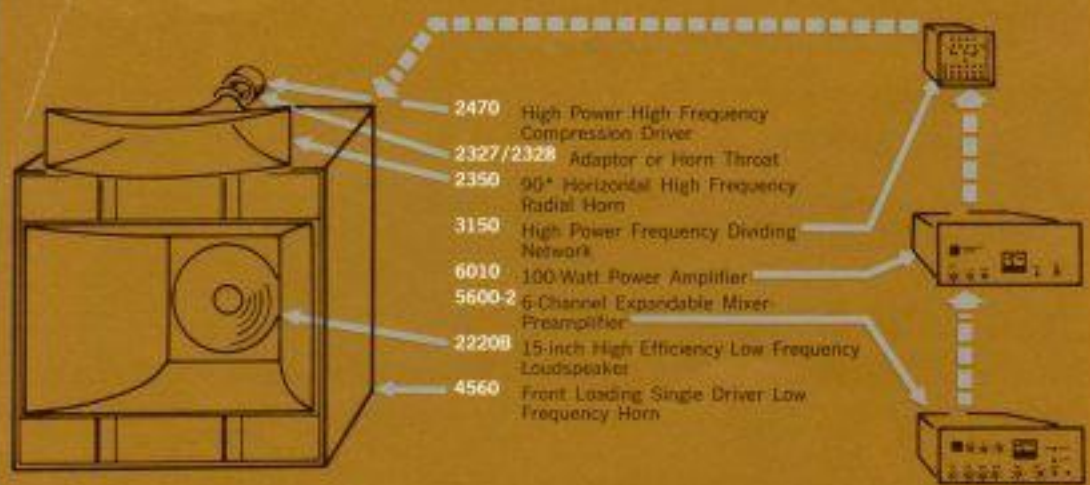 2470 High Power High Frequency
Compression Driver
2327/2328 Adaptor or Horn Throat
2350 90° Horizontal High Frequency
Radial Horn
3150 High Power Frequency Dividing
Network
6010 100-Watt Power Amplifier
5600-2 6-Channel Expandable Mixer-
Preamplifier
2220B 15-inch High Efficiency Low Frequency
Loudspeaker
4560 Front Loading Single Driver Low
Frequency Horn